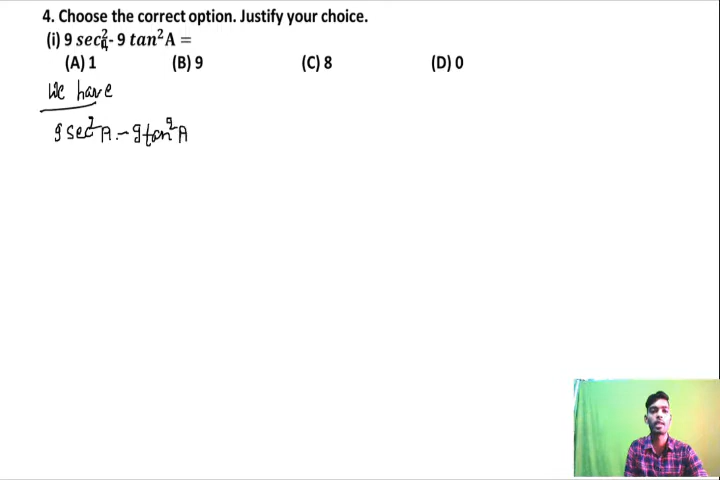 4. Choose the correct option. Justify your choice.
(i) 9 sec²A - 9 tan²A =
(A) 1 (B) 9 (C) 8 (D) 0
We have
9 sec²A - 9 tan²A